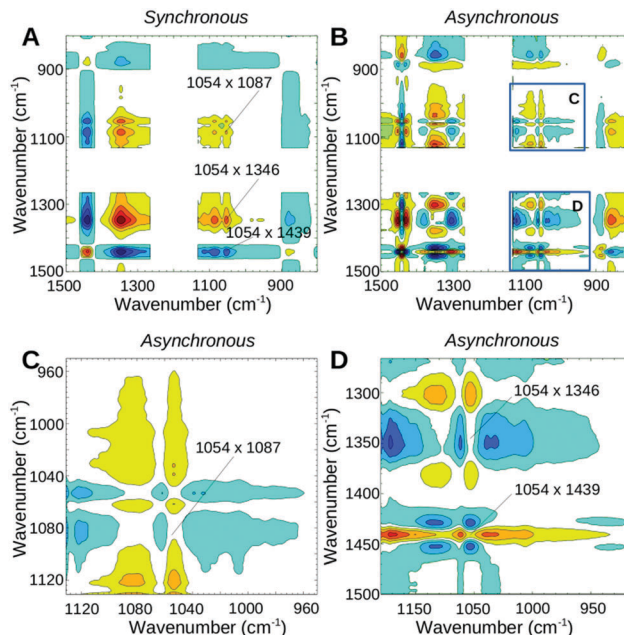 Synchronous
Asynchronous
A
B
Wavenumber (cm-1)
900
1100
1300
1500
1054 x 1087
1054 x 1346
1054 x 1439
1500
1300
1100
900
Wavenumber (cm-1)
Wavenumber (cm-1)
900
1100
1300
1500
C
D
1500
1300
1100
900
Wavenumber (cm-1)
Asynchronous
Asynchronous
C
D
Wavenumber (cm-1)
960
1000
1040
1080
1120
1054 x 1087
1120
1080
1040
1000
960
Wavenumber (cm-1)
Wavenumber (cm-1)
1300
1350
1400
1450
1500
1054 x 1346
1054 x 1439
1150
1050
1000
950
Wavenumber (cm-1)